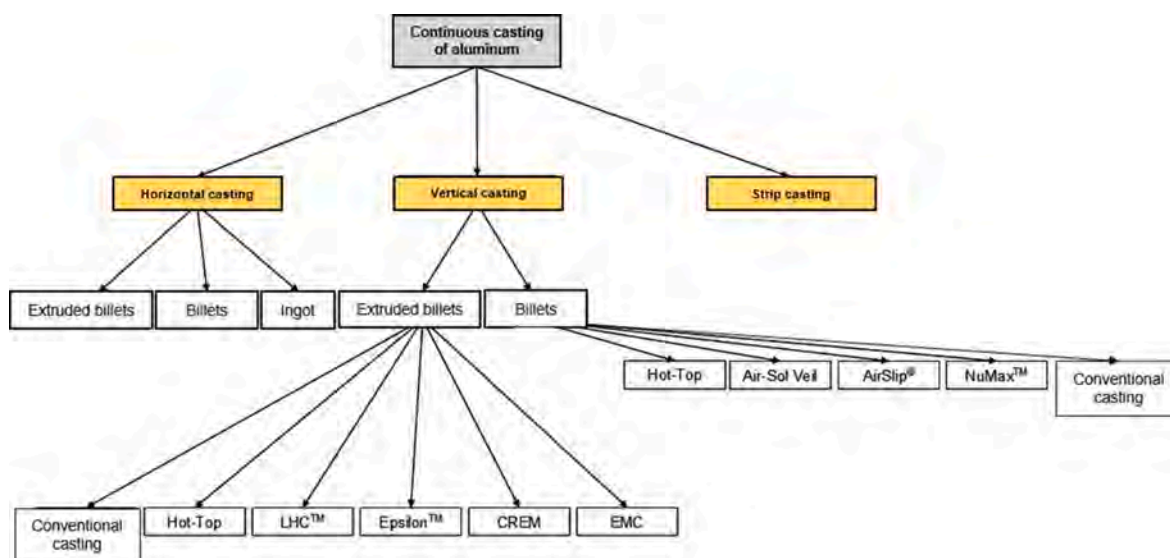 Continuous casting
of aluminum
Horizontal casting
Vertical casting
Strip casting
Extruded billets
Billets
Ingot
Extruded billets
Billets
Hot-Top
Air-Sol Veil
AirSlip®
NuMax™
Conventional
casting
Conventional
casting
Hot-Top
LHC™
Epsilon™
CREM
EMC